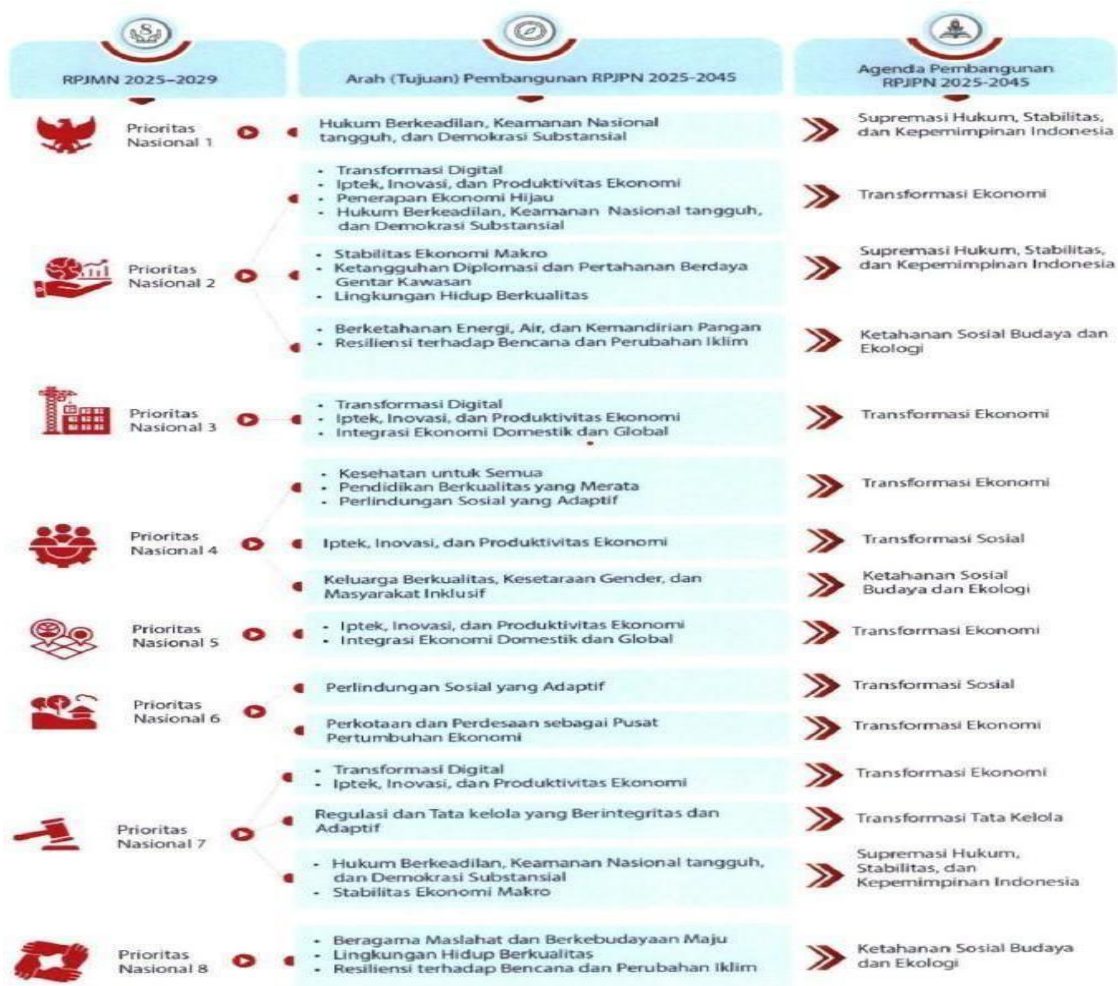 RPJMN 2025–2029
Arah (Tujuan) Pembangunan RPJPN 2025-2045
Agenda Pembangunan
RPJPN 2025-2045
Prioritas
Nasional 1
Hukum Berkeadilan, Keamanan Nasional
tangguh, dan Demokrasi Substansial
Supremasi Hukum, Stabilitas,
dan Kepemimpinan Indonesia
Prioritas
Nasional 2
• Transformasi Digital
• Iptek, Inovasi, dan Produktivitas Ekonomi
• Penerapan Ekonomi Hijau
• Hukum Berkeadilan, Keamanan Nasional tangguh,
dan Demokrasi Substansial
Transformasi Ekonomi
• Stabilitas Ekonomi Makro
• Ketangguhan Diplomasi dan Pertahanan Berdaya
Gentar Kawasan
• Lingkungan Hidup Berkualitas
Supremasi Hukum, Stabilitas,
dan Kepemimpinan Indonesia
• Berketahanan Energi, Air, dan Kemandirian Pangan
• Resiliensi terhadap Bencana dan Perubahan Iklim
Ketahanan Sosial Budaya dan
Ekologi
Prioritas
Nasional 3
• Transformasi Digital
• Iptek, Inovasi, dan Produktivitas Ekonomi
• Integrasi Ekonomi Domestik dan Global
Transformasi Ekonomi
Prioritas
Nasional 4
• Kesehatan untuk Semua
• Pendidikan Berkualitas yang Merata
• Perlindungan Sosial yang Adaptif
Transformasi Ekonomi
Iptek, Inovasi, dan Produktivitas Ekonomi
Transformasi Sosial
Keluarga Berkualitas, Kesetaraan Gender, dan
Masyarakat Inklusif
Ketahanan Sosial
Budaya dan Ekologi
Prioritas
Nasional 5
• Iptek, Inovasi, dan Produktivitas Ekonomi
• Integrasi Ekonomi Domestik dan Global
Transformasi Ekonomi
Prioritas
Nasional 6
Perlindungan Sosial yang Adaptif
Transformasi Sosial
Perkotaan dan Perdesaan sebagai Pusat
Pertumbuhan Ekonomi
Transformasi Ekonomi
Prioritas
Nasional 7
• Transformasi Digital
• Iptek, Inovasi, dan Produktivitas Ekonomi
Transformasi Ekonomi
Regulasi dan Tata kelola yang Berintegritas dan
Adaptif
Transformasi Tata Kelola
• Hukum Berkeadilan, Keamanan Nasional tangguh,
dan Demokrasi Substansial
• Stabilitas Ekonomi Makro
Supremasi Hukum,
Stabilitas, dan
Kepemimpinan Indonesia
Prioritas
Nasional 8
• Beragama Maslahat dan Berkebudayaan Maju
• Lingkungan Hidup Berkualitas
• Resiliensi terhadap Bencana dan Perubahan Iklim
Ketahanan Sosial Budaya
dan Ekologi